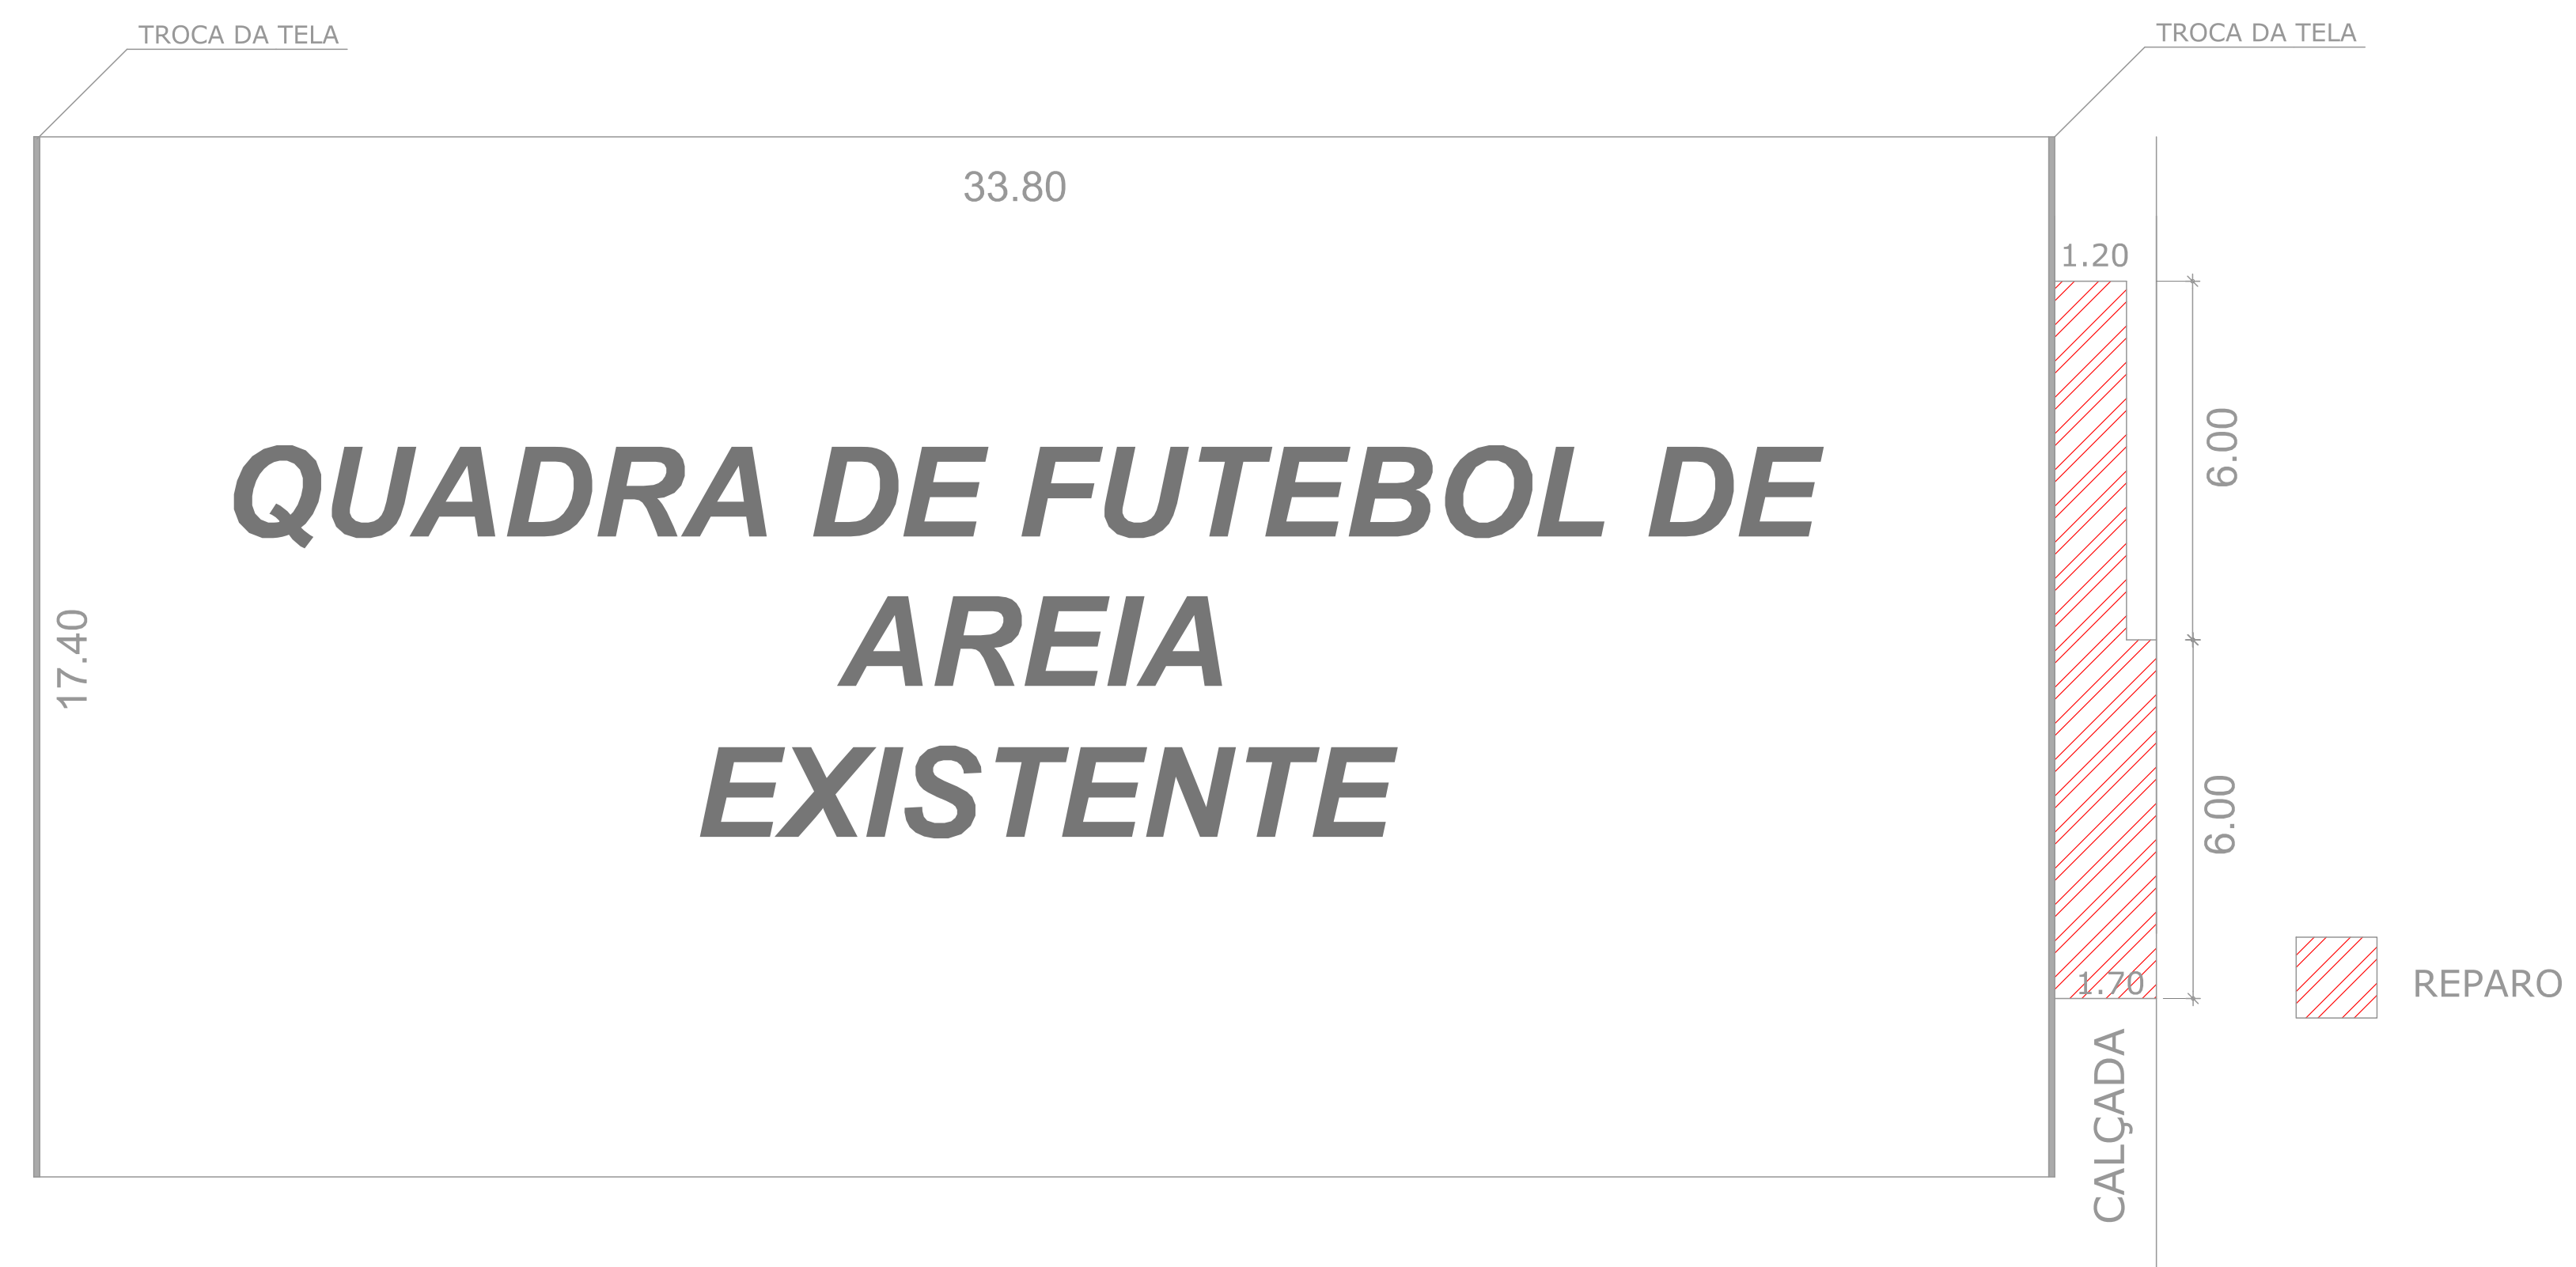 TROCA DA TELA
TROCA DA TELA
33.80
1.20
6.00
QUADRA DE FUTEBOL DE
AREIA
EXISTENTE
17.40
6.00
1.70
REPARO
CALÇADA